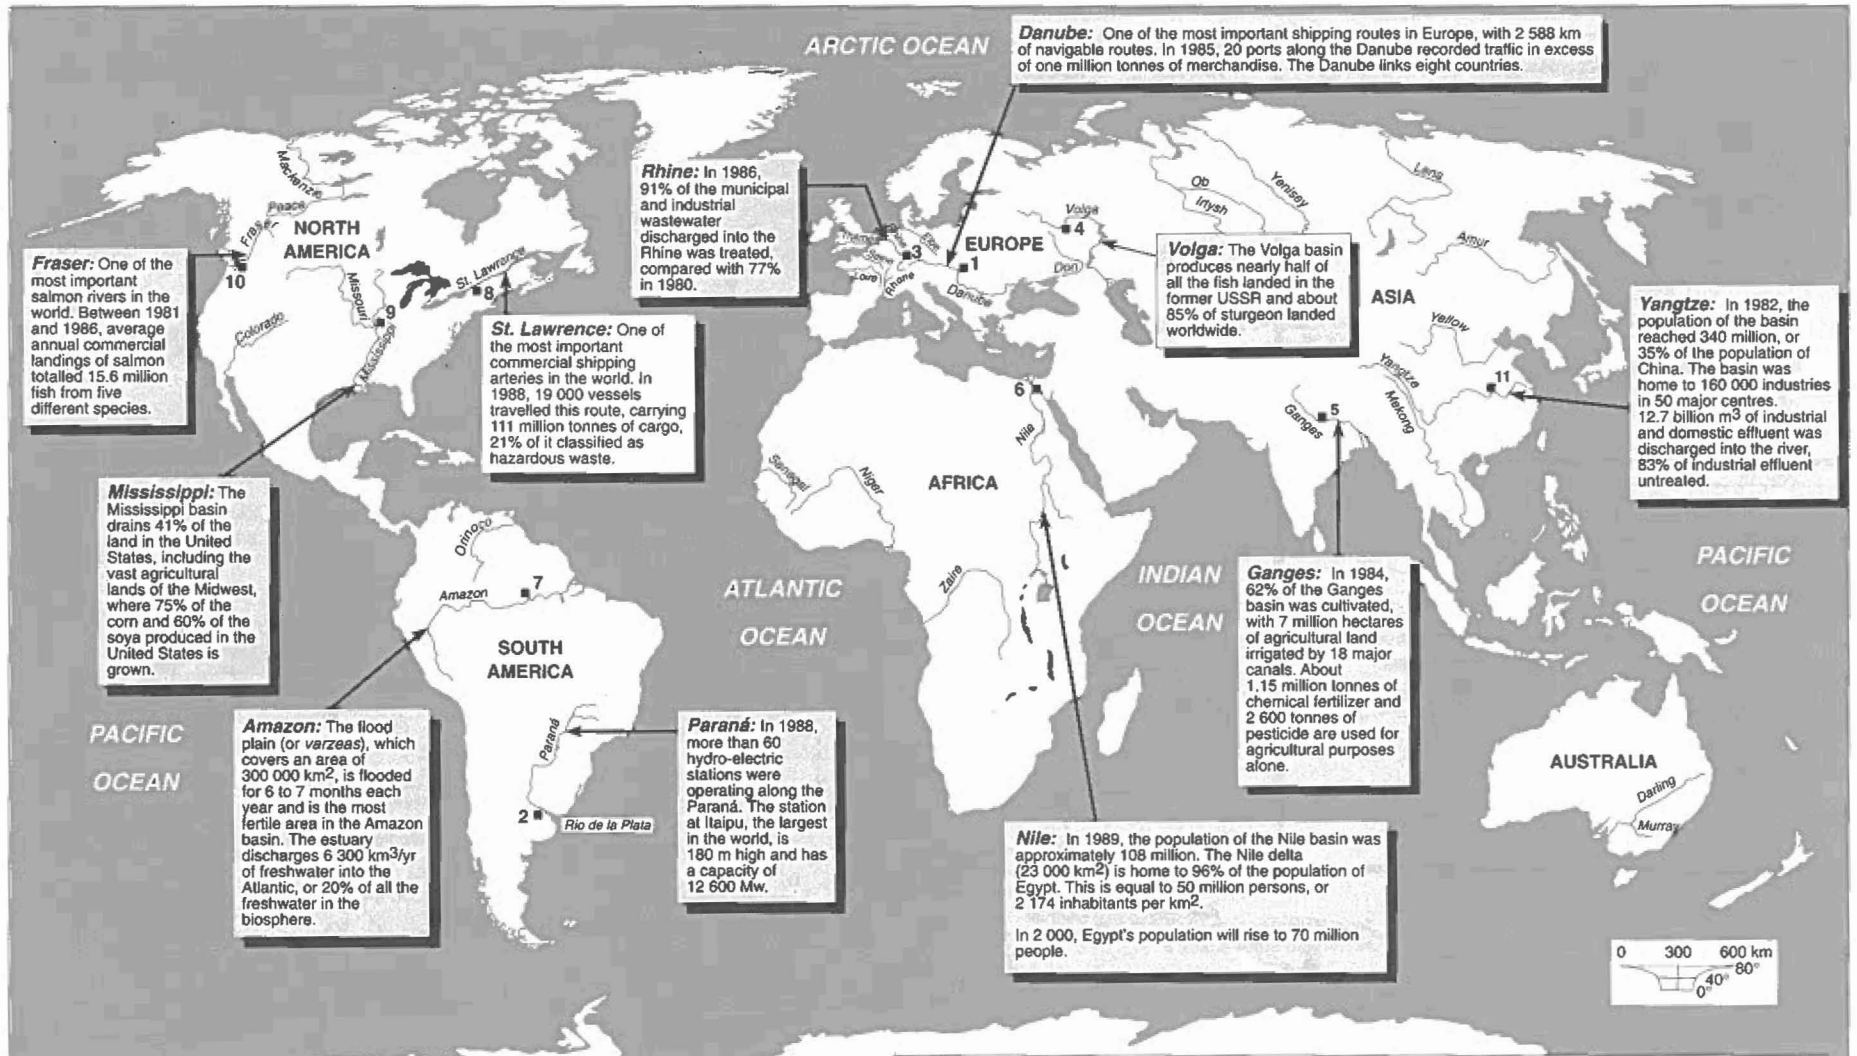 ARCTIC OCEAN
Danube: One of the most important shipping routes in Europe, with 2 588 km
of navigable routes. In 1985, 20 ports along the Danube recorded traffic in excess
of one million tonnes of merchandise. The Danube links eight countries.
Rhine: In 1986,
91% of the municipal
and industrial
wastewater
discharged into the
Rhine was treated,
compared with 77%
in 1980.
Mackenzie
Peace
Fraser
NORTH
AMERICA
Fraser: One of the
most important
salmon rivers in the
world. Between 1981
and 1986, average
annual commercial
landings of salmon
totalled 15.6 million
fish from five
different species.
10
Missouri
Colorado
9
Mississippi
St. Lawrence
8
St. Lawrence: One of
the most important
commercial shipping
arteries in the world. In
1988, 19 000 vessels
travelled this route, carrying
111 million tonnes of cargo,
21% of it classified as
hazardous waste.
Thames
Seine
Loire
Rhone
Elbe
3
EUROPE
1
Danube
Volga
4
Don
Volga: The Volga basin
produces nearly half of
all the fish landed in the
former USSR and about
85% of sturgeon landed
worldwide.
Ob
Irtysh
Yenisey
Lena
Amur
ASIA
Yellow
Yangtze
Mekong
11
5
Ganges
Yangtze: In 1982, the
population of the basin
reached 340 million, or
35% of the population of
China. The basin was
home to 160 000 industries
in 50 major centres.
12.7 billion m3 of industrial
and domestic effluent was
discharged into the river,
83% of industrial effluent
untrealed.
Mississippi: The
Mississippi basin
drains 41% of the
land in the United
States, including the
vast agricultural
lands of the Midwest,
where 75% of the
corn and 60% of the
soya produced in the
United States is
grown.
6
Nile
Senegal
Niger
AFRICA
Zaire
Orinoco
Amazon
7
SOUTH
AMERICA
ATLANTIC
OCEAN
INDIAN
OCEAN
Ganges: In 1984,
62% of the Ganges
basin was cultivated,
with 7 million hectares
of agricultural land
irrigated by 18 major
canals. About
1,15 million tonnes of
chemical fertilizer and
2 600 tonnes of
pesticide are used for
agricultural purposes
alone.
PACIFIC
OCEAN
PACIFIC
OCEAN
Amazon: The flood
plain (or varzeas), which
covers an area of
300 000 km2, is flooded
for 6 to 7 months each
year and is the most
fertile area in the Amazon
basin. The estuary
discharges 6 300 km3/yr
of freshwater into the
Atlantic, or 20% of all the
freshwater in the
biosphere.
Paraná
2
Rio de la Plata
Paraná: In 1988,
more than 60
hydro-electric
stations were
operating along the
Paraná. The station
at Itaipu, the largest
in the world, is
180 m high and has
a capacity of
12 600 Mw.
AUSTRALIA
Darling
Murray
Nile: In 1989, the population of the Nile basin was
approximately 108 million. The Nile delta
(23 000 km2) is home to 96% of the population of
Egypt. This is equal to 50 million persons, or
2 174 inhabitants per km2.
In 2 000, Egypt's population will rise to 70 million
people.
0 300 600 km
80°
40°
0°